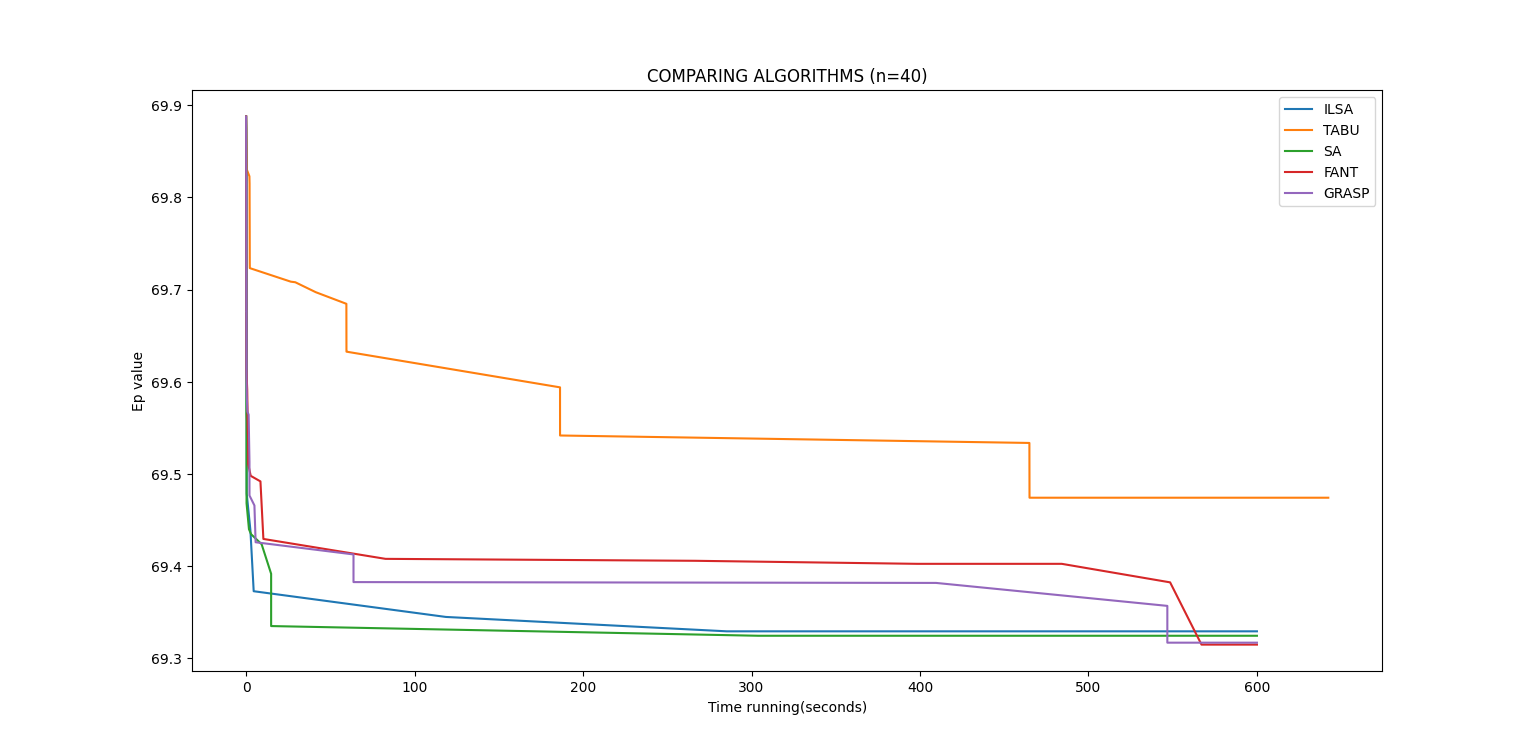 COMPARING ALGORITHMS (n=40)
69.9
69.8
69.7
69.6
69.5
69.4
69.3
Ep value
ILSA
TABU
SA
FANT
GRASP
0 100 200 300 400 500 600
Time running(seconds)